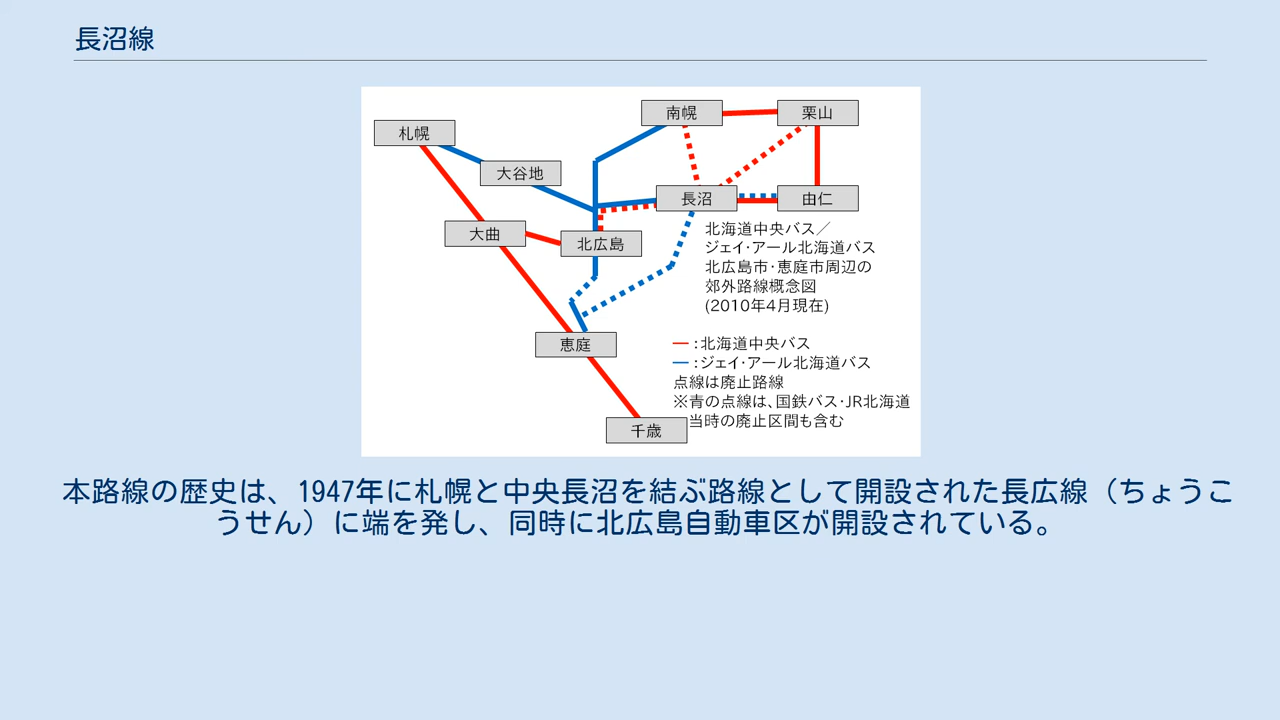 長沼線
南幌
栗山
札幌
大谷地
長沼
由仁
大曲
北広島
北海道中央バス／
ジェイ・アール北海道バス
北広島市・恵庭市周辺の
郊外路線概念図
(2010年4月現在)
恵庭
―：北海道中央バス
―：ジェイ・アール北海道バス
点線は廃止路線
※青の点線は、国鉄バス・JR北海道
当時の廃止区間も含む
千歳
本路線の歴史は、1947年に札幌と中央長沼を結ぶ路線として開設された長広線（ちょうこ
うせん）に端を発し、同時に北広島自動車区が開設されている。